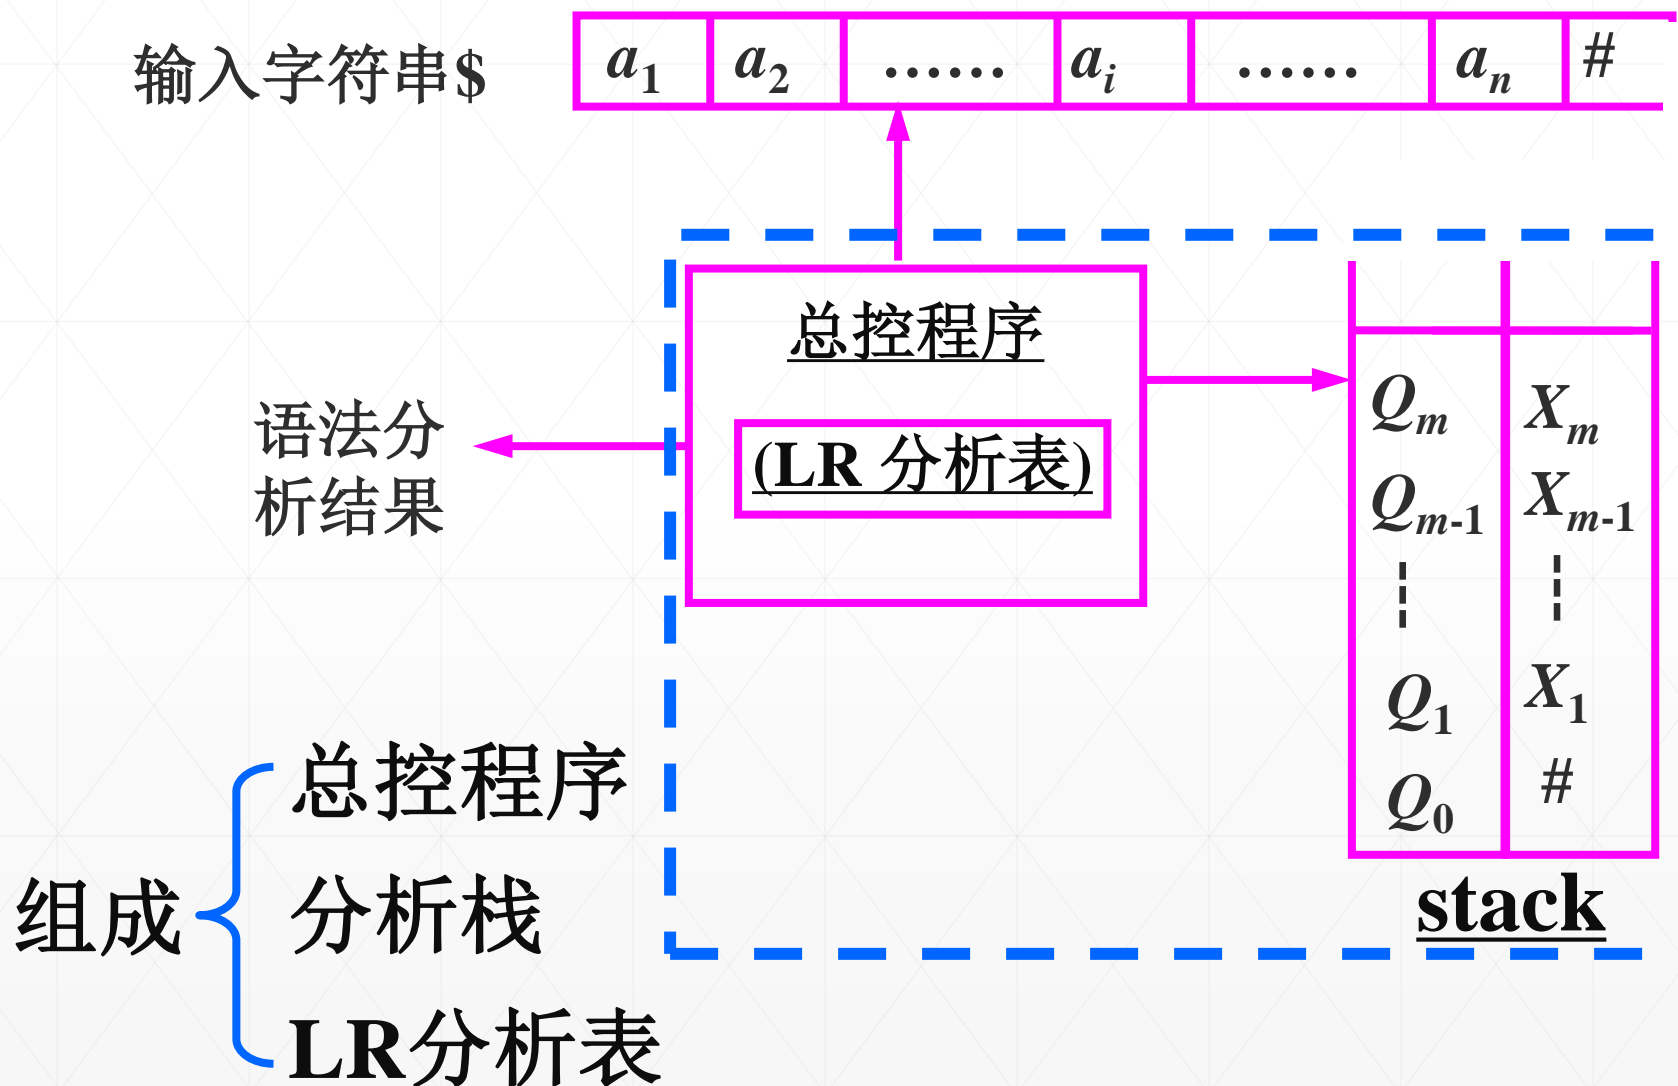 输入字符串$ a1 a2 …… ai …… an #
总控程序
(LR 分析表)
语法分
析结果
Qm Xm
Qm-1 Xm-1
Q1 X1
Q0 #
stack
组成
总控程序
分析栈
LR分析表